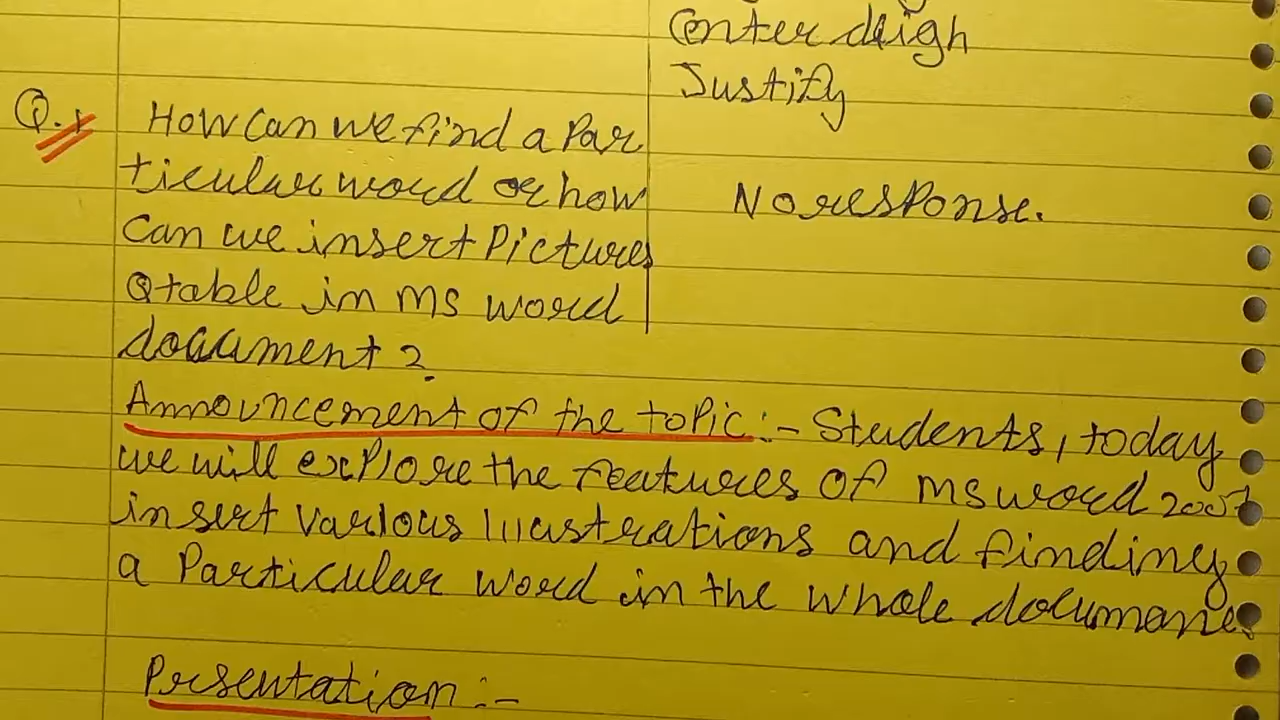 Center aleigh
Justify
Q.1 How Can we find a Par
ticular word or how No response.
Can we insert Pictures
& table in MS word
document ?
Announcement of the topic :- Students, today
we will explore the features of MS word 2007
insert various Illustrations and finding
a Particular word in the whole documane.
Presentation :-